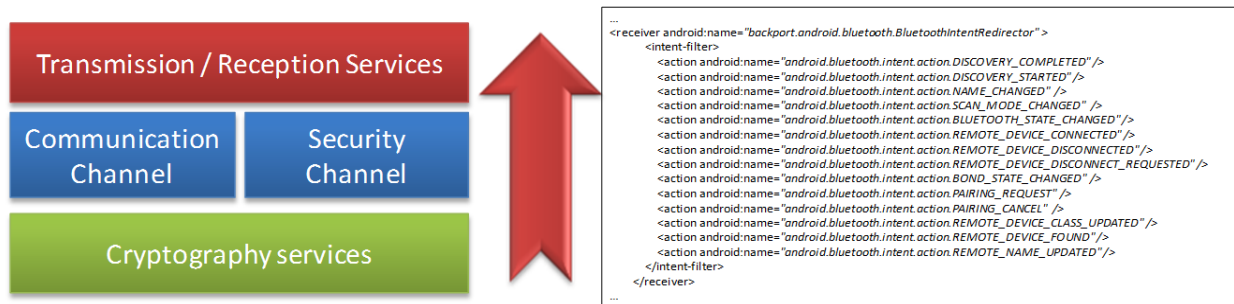 Transmission / Reception Services
Communication
Channel
Security
Channel
Cryptography services
...
<receiver android:name="backport.android.bluetooth.BluetoothIntentRedirector" >
<intent-filter>
<action android:name="android.bluetooth.intent.action.DISCOVERY_COMPLETED" />
<action android:name="android.bluetooth.intent.action.DISCOVERY_STARTED" />
<action android:name="android.bluetooth.intent.action.NAME_CHANGED" />
<action android:name="android.bluetooth.intent.action.SCAN_MODE_CHANGED" />
<action android:name="android.bluetooth.intent.action.BLUETOOTH_STATE_CHANGED" />
<action android:name="android.bluetooth.intent.action.REMOTE_DEVICE_CONNECTED" />
<action android:name="android.bluetooth.intent.action.REMOTE_DEVICE_DISCONNECTED" />
<action android:name="android.bluetooth.intent.action.REMOTE_DEVICE_DISCONNECT_REQUESTED" />
<action android:name="android.bluetooth.intent.action.BOND_STATE_CHANGED" />
<action android:name="android.bluetooth.intent.action.PAIRING_REQUEST" />
<action android:name="android.bluetooth.intent.action.PAIRING_CANCEL" />
<action android:name="android.bluetooth.intent.action.REMOTE_DEVICE_CLASS_UPDATED" />
<action android:name="android.bluetooth.intent.action.REMOTE_DEVICE_FOUND" />
<action android:name="android.bluetooth.intent.action.REMOTE_NAME_UPDATED" />
</intent-filter>
</receiver>
...